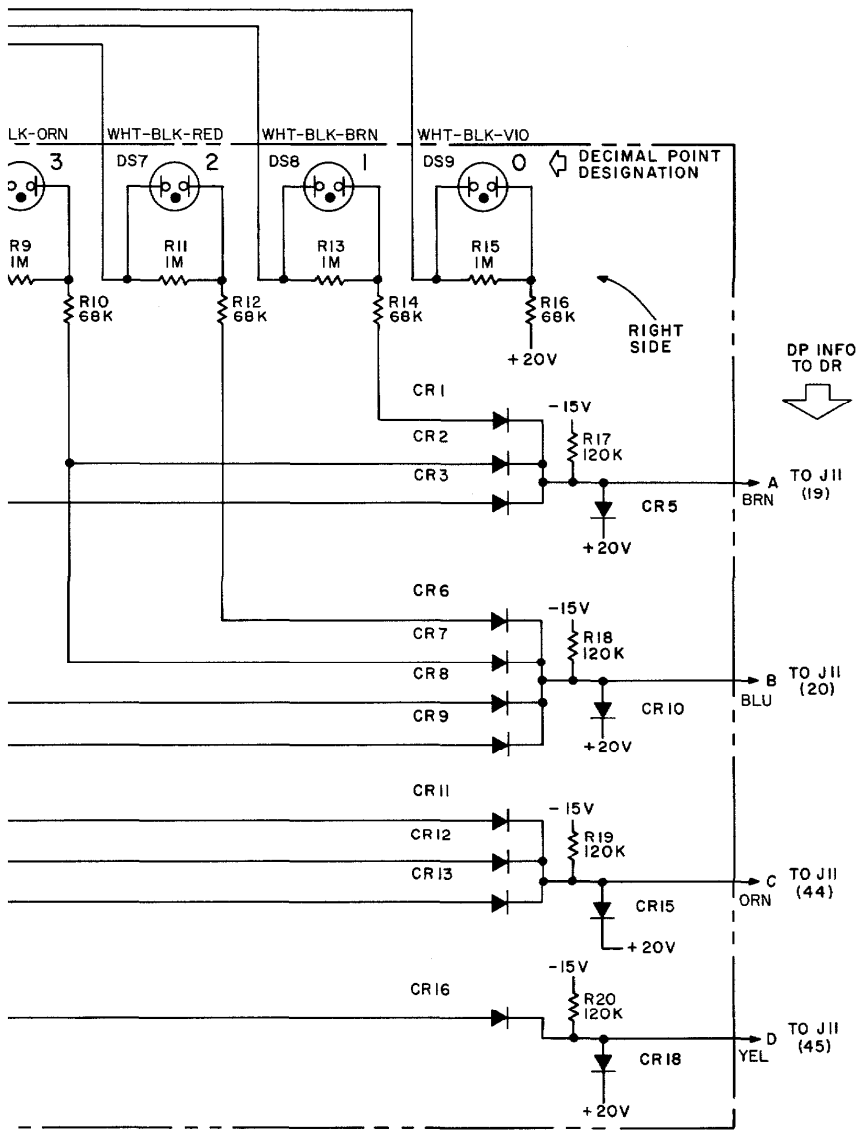 LK-ORN WHT-BLK-RED WHT-BLK-BRN WHT-BLK-VIO
3 DS7 2 DS8 1 DS9 0 DECIMAL POINT
DESIGNATION
R9 R11 R13 R15
1M 1M 1M 1M
R10 R12 R14 R16
68K 68K 68K 68K
RIGHT
SIDE
+20V
DP INFO
TO DR
CR1
-15V
CR2
R17
120K
CR3
A TO J11
(19)
BRN
CR5
+20V
CR6
-15V
CR7
R18
120K
CR8
B TO J11
(20)
BLU
CR9
CR10
+20V
CR11
-15V
CR12
R19
120K
CR13
C TO J11
(44)
ORN
CR15
+20V
CR16
-15V
R20
120K
D TO J11
(45)
YEL
CR18
+20V